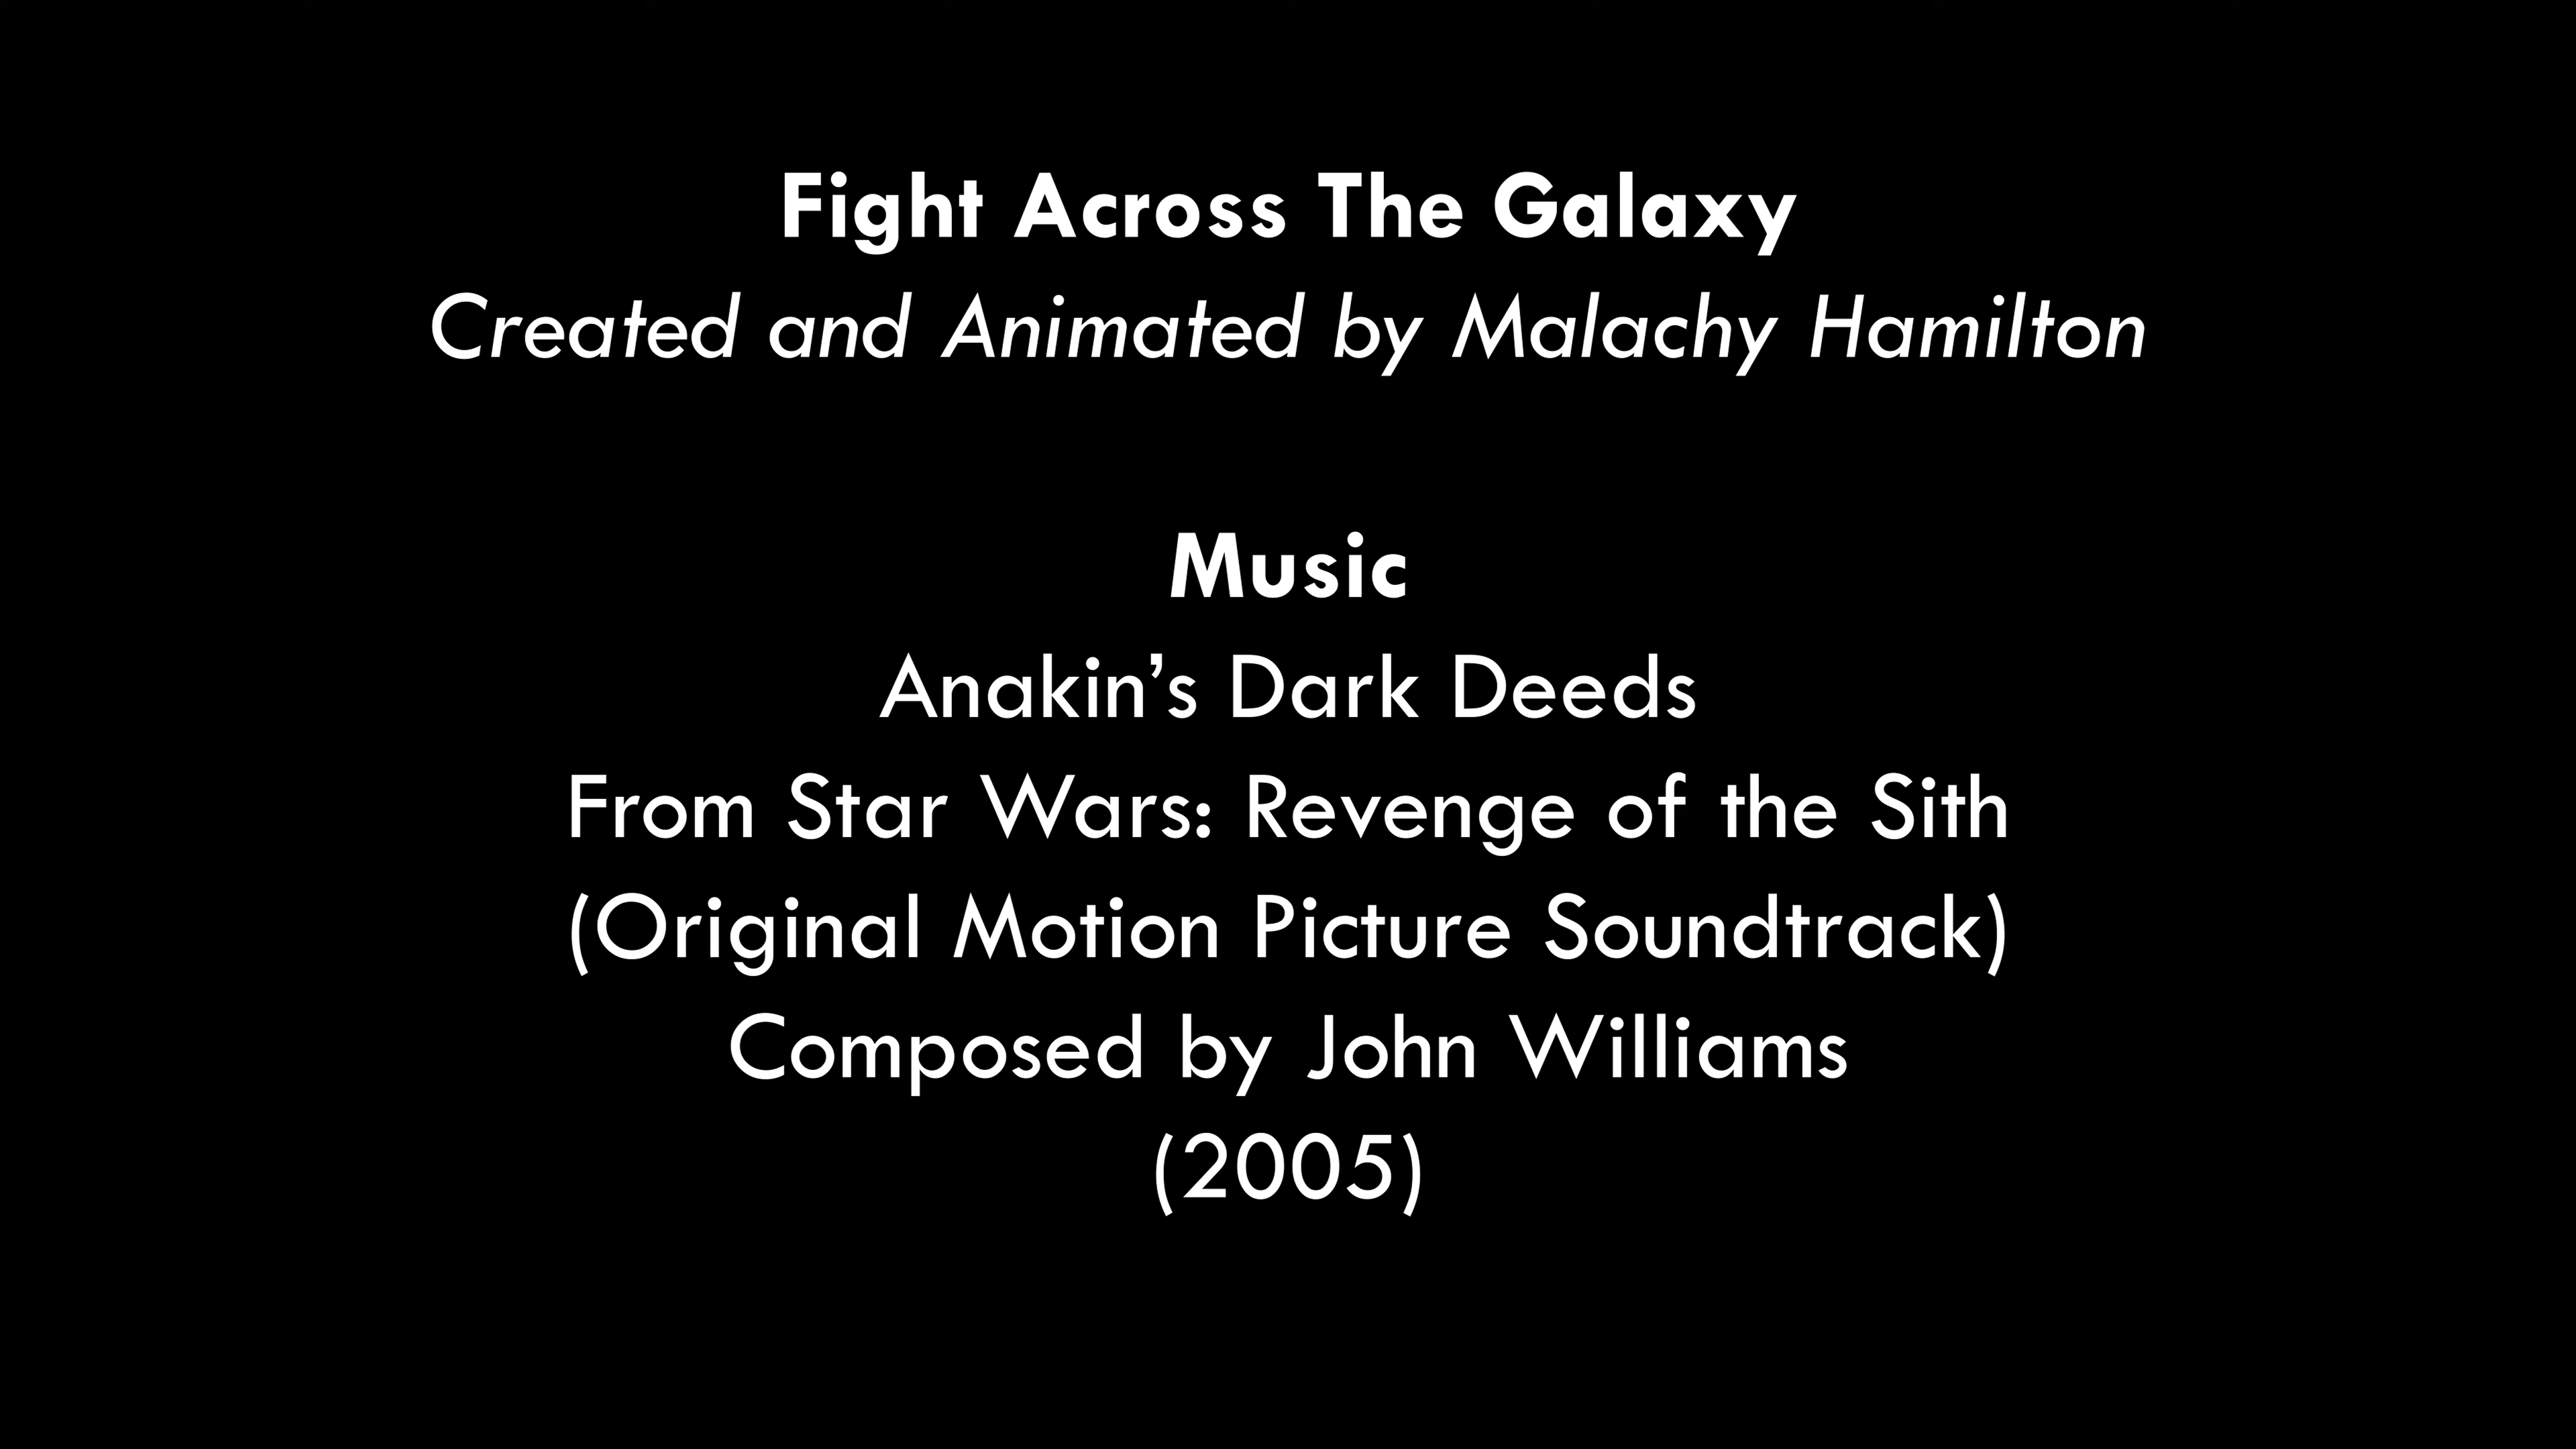 Fight Across The Galaxy
Created and Animated by Malachy Hamilton
Music
Anakin’s Dark Deeds
From Star Wars: Revenge of the Sith
(Original Motion Picture Soundtrack)
Composed by John Williams
(2005)